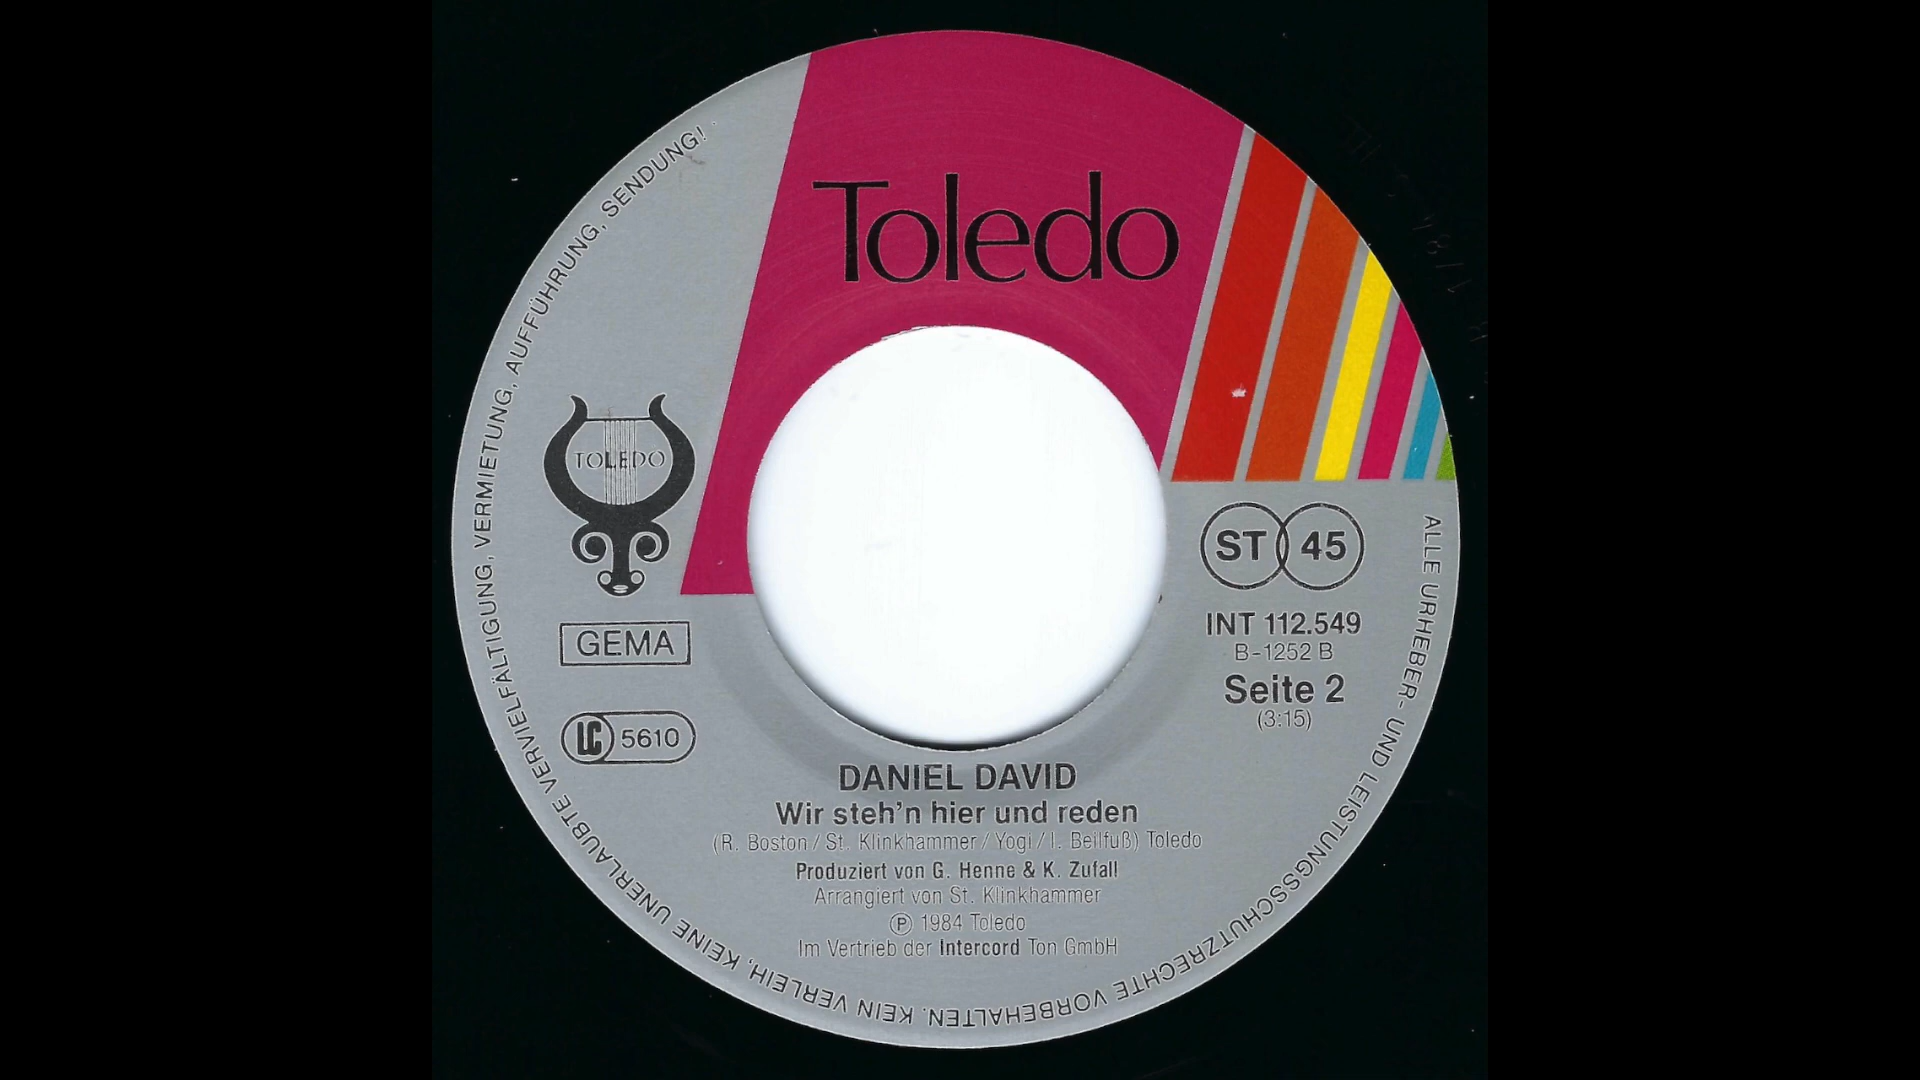 Toledo
TOLEDO
GEMA
LC 5610
ST 45
INT 112.549
B-1252 B
Seite 2
(3:15)
DANIEL DAVID
Wir steh'n hier und reden
(R. Boston / St. Klinkhammer / Yogi / I. Beilfuß) Toledo
Produziert von G. Henne & K. Zufall
Arrangiert von St. Klinkhammer
Ⓟ 1984 Toledo
Im Vertrieb der Intercord Ton GmbH
ALLE URHEBER- UND LEISTUNGSSCHUTZRECHTE VORBEHALTEN. KEIN VERLEIH, KEINE UNERLAUBTE VERVIELFÄLTIGUNG, VERMIETUNG, AUFFÜHRUNG, SENDUNG!